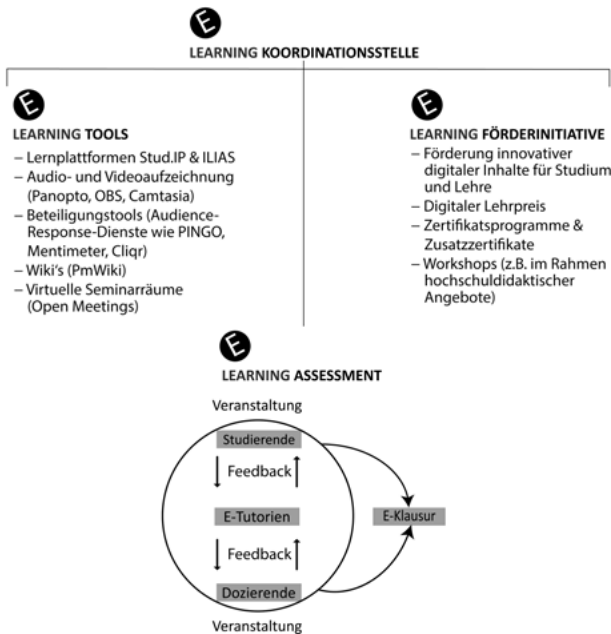 E
LEARNING KOORDINATIONSSTELLE
E
LEARNING TOOLS
– Lernplattformen Stud.IP & ILIAS
– Audio- und Videoaufzeichnung
(Panopto, OBS, Camtasia)
– Beteiligungstools (Audience-
Response-Dienste wie PINGO,
Mentimeter, Cliqr)
– Wiki's (PmWiki)
– Virtuelle Seminarräume
(Open Meetings)
E
LEARNING FÖRDERINITIATIVE
– Förderung innovativer
digitaler Inhalte für Studium
und Lehre
– Digitaler Lehrpreis
– Zertifikatsprogramme &
Zusatzzertifikate
– Workshops (z.B. im Rahmen
hochschuldidaktischer
Angebote)
E
LEARNING ASSESSMENT
Veranstaltung
Studierende
Feedback
E-Tutorien
E-Klausur
Feedback
Dozierende
Veranstaltung